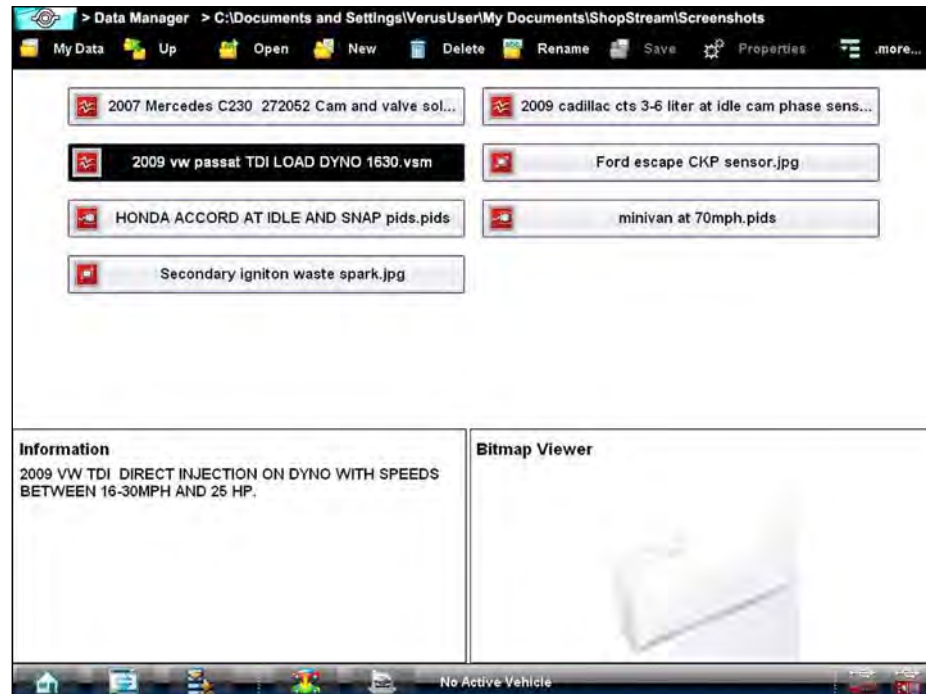 > Data Manager > C:\Documents and Settings\VerusUser\My Documents\ShopStream\Screenshots
My Data Up Open New Delete Rename Save Properties .more...
2007 Mercedes C230 272052 Cam and valve sol... 2009 cadillac cts 3-6 liter at idle cam phase sens...
2009 vw passat TDI LOAD DYNO 1630.vsm Ford escape CKP sensor.jpg
HONDA ACCORD AT IDLE AND SNAP pids.pids minivan at 70mph.pids
Secondary igniton waste spark.jpg
Information
2009 VW TDI DIRECT INJECTION ON DYNO WITH SPEEDS
BETWEEN 16-30MPH AND 25 HP.
Bitmap Viewer
No Active Vehicle